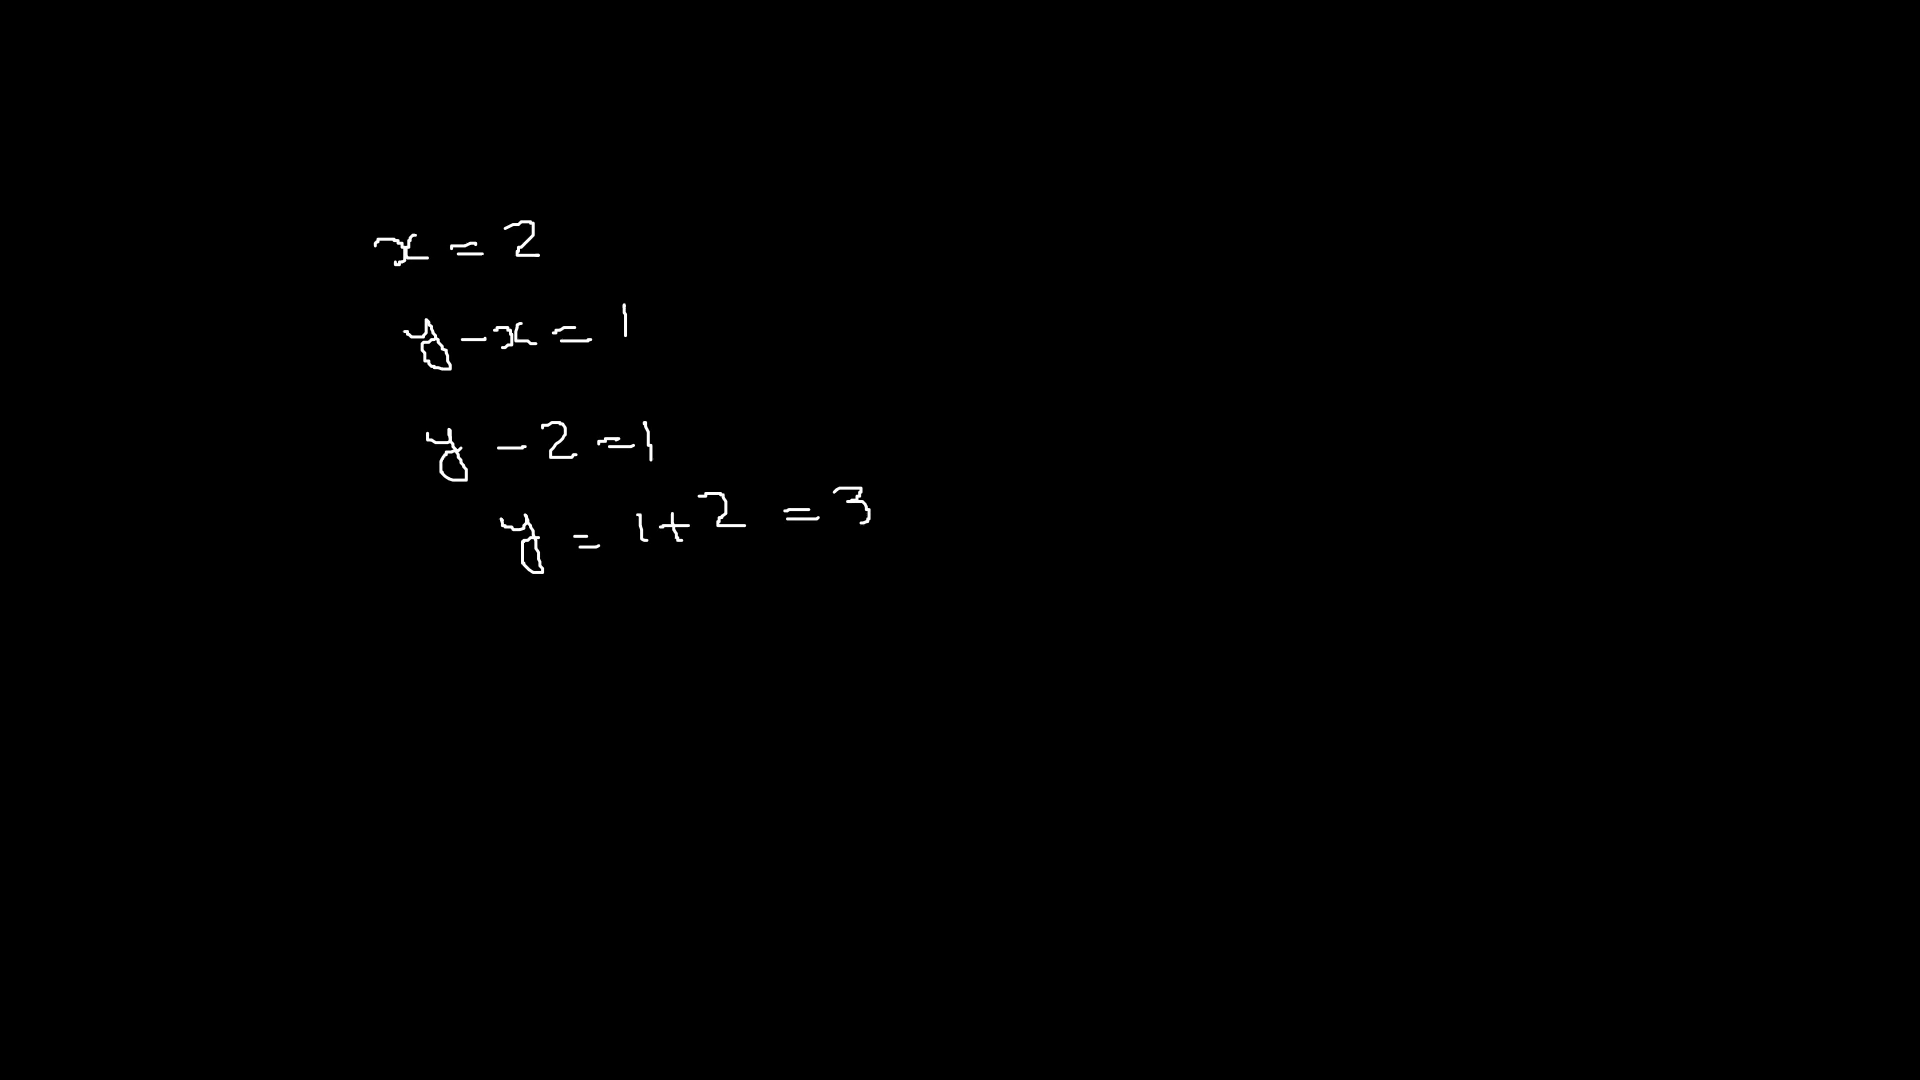 x = 2
y - x = 1
y - 2 = 1
y = 1 + 2 = 3